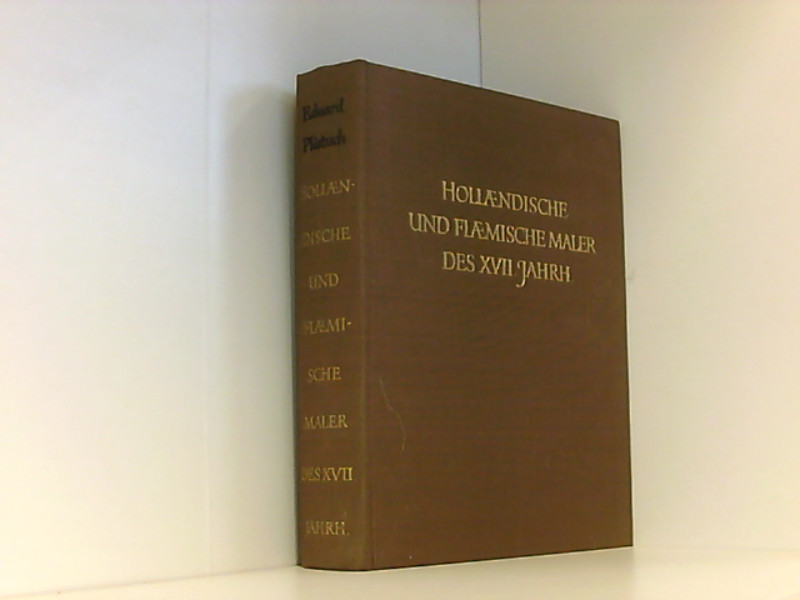 Eduard
Plietzsch
HOLLÆN-
DISCHE
UND
FLÆMI-
SCHE
MALER
DES XVII
JAHRH.
HOLLÆNDISCHE
UND FLÆMISCHE MALER
DES XVII JAHRH.